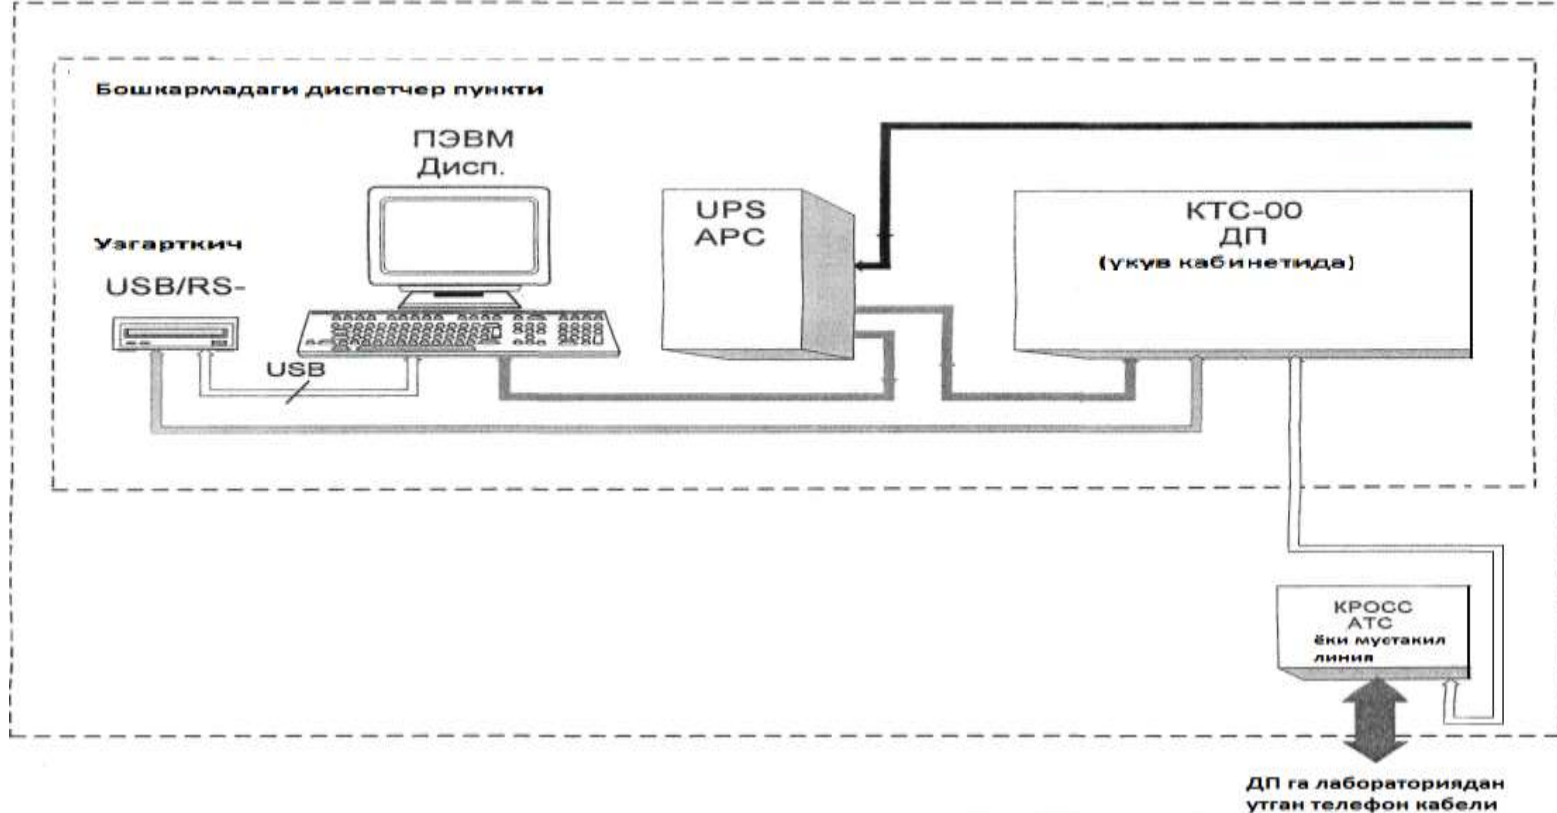 Бошкармадаги диспетчер пункти
ПЭВМ
Дисп.
Узгарткич
USB/RS-
USB
UPS
APC
КТС-00
ДП
(укув кабинетида)
КРОСС
АТС
ёки мустакил
линия
ДП га лабораториядан
утган телефон кабели